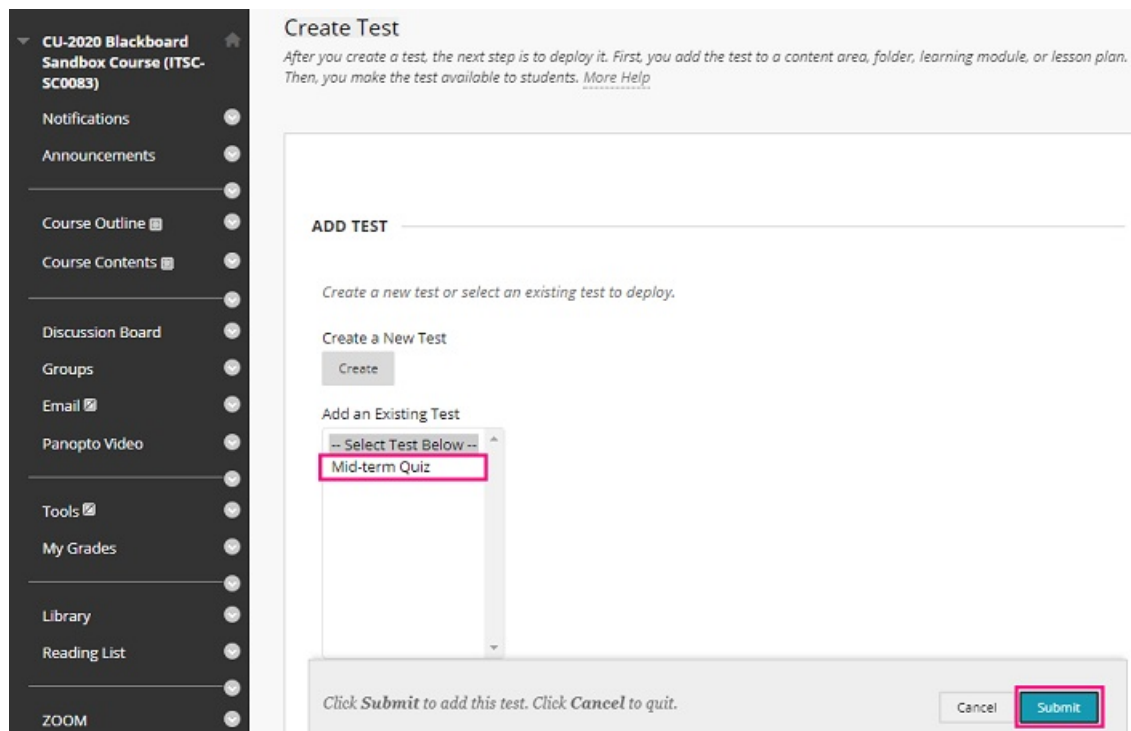 CU-2020 Blackboard
Sandbox Course (ITSC-
SC0083)
Notifications
Announcements
Course Outline
Course Contents
Discussion Board
Groups
Email
Panopto Video
Tools
My Grades
Library
Reading List
ZOOM
Create Test
After you create a test, the next step is to deploy it. First, you add the test to a content area, folder, learning module, or lesson plan.
Then, you make the test available to students. More Help
ADD TEST
Create a new test or select an existing test to deploy.
Create a New Test
Create
Add an Existing Test
-- Select Test Below --
Mid-term Quiz
Click Submit to add this test. Click Cancel to quit.
Cancel
Submit